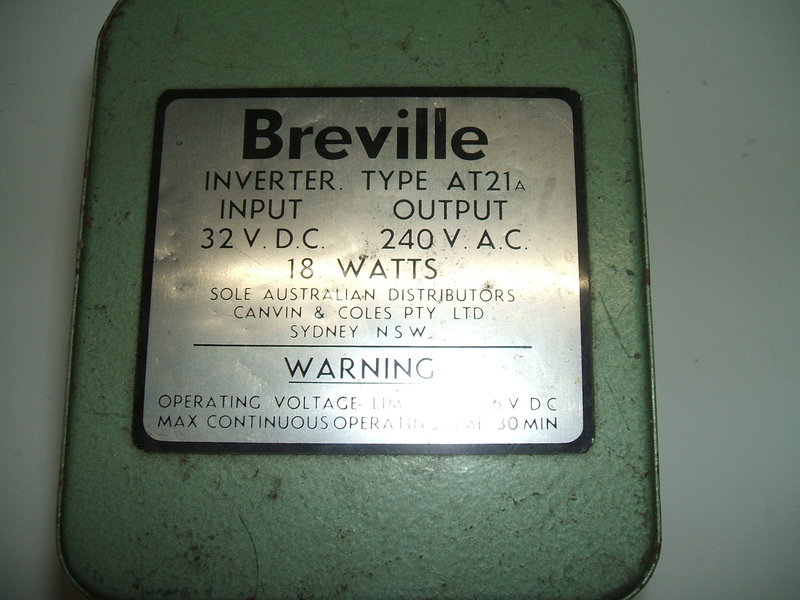 Breville
INVERTER. TYPE AT21A
INPUT OUTPUT
32 V. D.C. 240 V. A.C.
18 WATTS
SOLE AUSTRALIAN DISTRIBUTORS
CANVIN & COLES PTY LTD
SYDNEY N S W
WARNING
OPERATING VOLTAGE V D C
MAX CONTINUOUS OPERATING 30 MIN